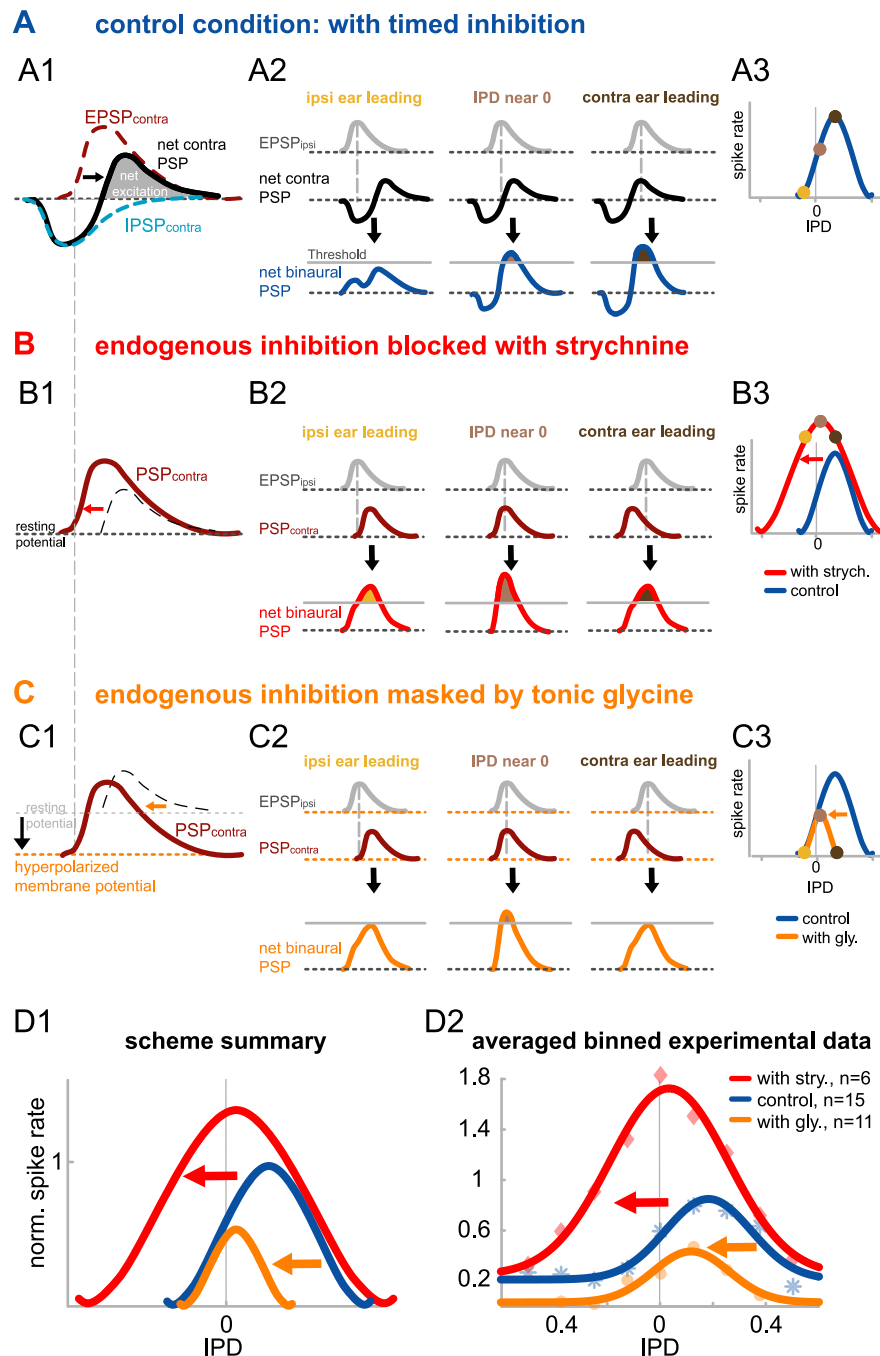 A control condition: with timed inhibition
A1
EPSPcontra
net contra
PSP
net
excitation
IPSPcontra
A2
ipsi ear leading
IPD near 0
contra ear leading
EPSPipsi
net contra
PSP
Threshold
net binaural
PSP
A3
spike rate
0
IPD
B endogenous inhibition blocked with strychnine
B1
PSPcontra
resting
potential
B2
ipsi ear leading
IPD near 0
contra ear leading
EPSPipsi
PSPcontra
net binaural
PSP
B3
spike rate
0
with strych.
control
C endogenous inhibition masked by tonic glycine
C1
resting
potential
PSPcontra
hyperpolarized
membrane potential
C2
ipsi ear leading
IPD near 0
contra ear leading
EPSPipsi
PSPcontra
net binaural
PSP
C3
spike rate
0
IPD
control
with gly.
D1
scheme summary
norm. spike rate
1
0
IPD
D2
averaged binned experimental data
with stry., n=6
control, n=15
with gly., n=11
1.8
1.4
1
0.6
0.2
0.4
0
0.4
IPD